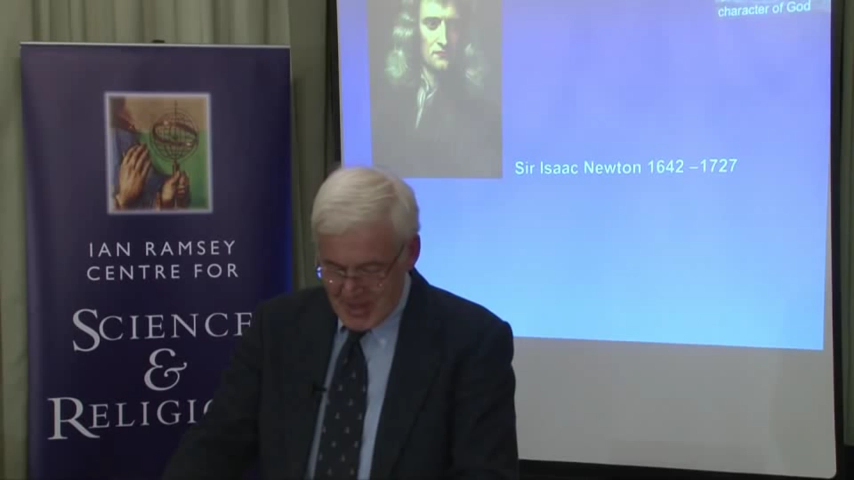 IAN RAMSEY
CENTRE FOR
SCIENCE
&
RELIGIO
character of God
Sir Isaac Newton 1642 –1727